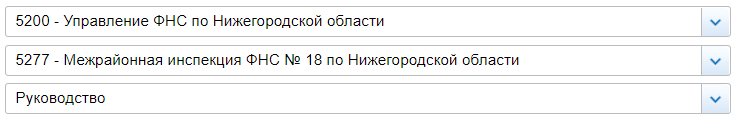 5200 - Управление ФНС по Нижегородской области
5277 - Межрайонная инспекция ФНС № 18 по Нижегородской области
Руководство